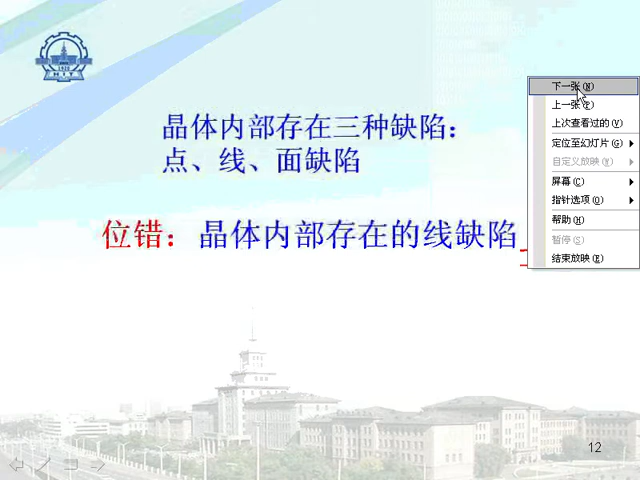 HIT
晶体内部存在三种缺陷：
点、线、面缺陷
位错：晶体内部存在的线缺陷
下一张(N)
上一张(P)
上次查看过的(V)
定位至幻灯片(G)
自定义放映(W)
屏幕(C)
指针选项(O)
帮助(H)
暂停(S)
结束放映(E)
12